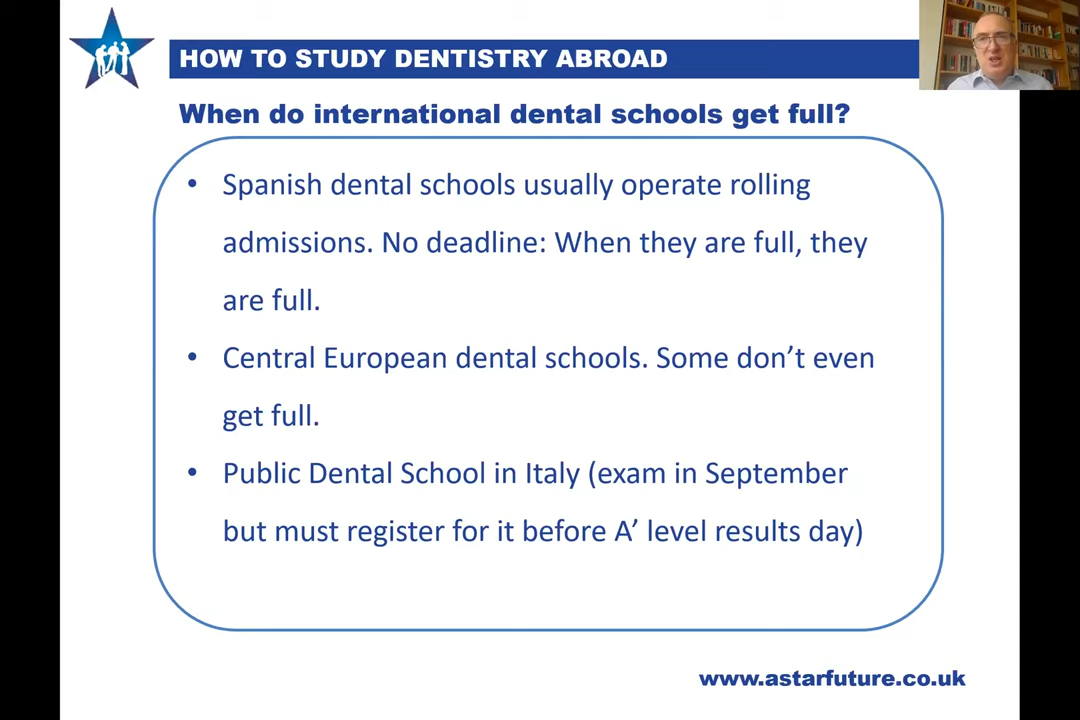 HOW TO STUDY DENTISTRY ABROAD
When do international dental schools get full?
• Spanish dental schools usually operate rolling
admissions. No deadline: When they are full, they
are full.
• Central European dental schools. Some don’t even
get full.
• Public Dental School in Italy (exam in September
but must register for it before A’ level results day)
www.astarfuture.co.uk